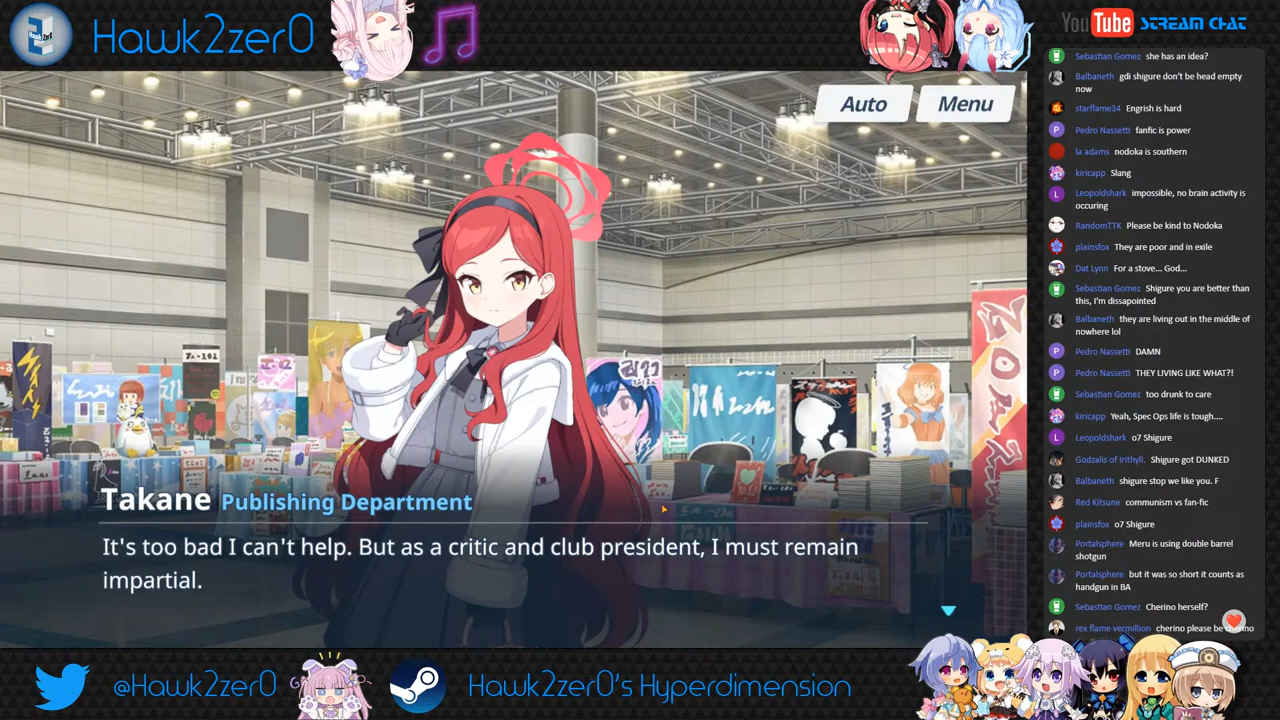 Hawk2zer0
You Tube STREAM CHAT
Auto
Menu
Takane Publishing Department
It's too bad I can't help. But as a critic and club president, I must remain
impartial.
Sebastian Gomez she has an idea?
Balbaneth gdi shigure don't be head empty
now
starflame34 Engrish is hard
Pedro Nassetti fanfic is power
la adams nodoka is southern
kiricapp Slang
Leopoldshark impossible, no brain activity is
occuring
RandomTTK Please be kind to Nodoka
plainsfox They are poor and in exile
Dat Lynn For a stove... God...
Sebastian Gomez Shigure you are better than
this, I'm dissapointed
Balbaneth they are living out in the middle of
nowhere lol
Pedro Nassetti DAMN
Pedro Nassetti THEY LIVING LIKE WHAT?!
Sebastian Gomez too drunk to care
kiricapp Yeah, Spec Ops life is tough....
Leopoldshark o7 Shigure
Godzalis of Irithyll. Shigure got DUNKED
Balbaneth shigure stop we like you. F
Red Kitsune communism vs fan-fic
plainsfox o7 Shigure
Portalsphere Meru is using double barrel
shotgun
Portalsphere but it was so short it counts as
handgun in BA
Sebastian Gomez Cherino herself?
rex flame vermillion cherino please be cherino
@Hawk2zer0
Hawk2zer0's Hyperdimension